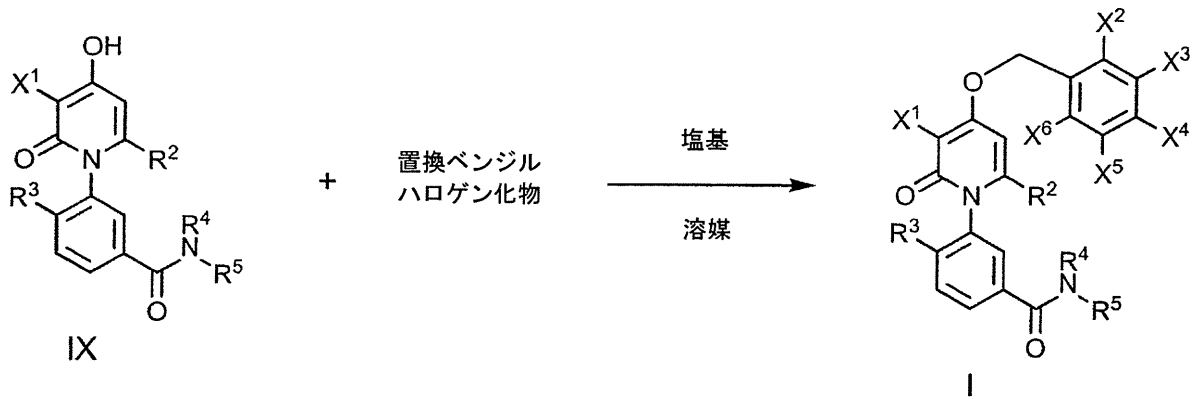 OH
X¹
O
N
R²
R³
R⁴
N
R⁵
O
IX
+
置換ベンジル
ハロゲン化物
塩基
溶媒
X²
X³
O
X¹
X⁶
X⁴
X⁵
O
N
R²
R³
R⁴
N
R⁵
O
I